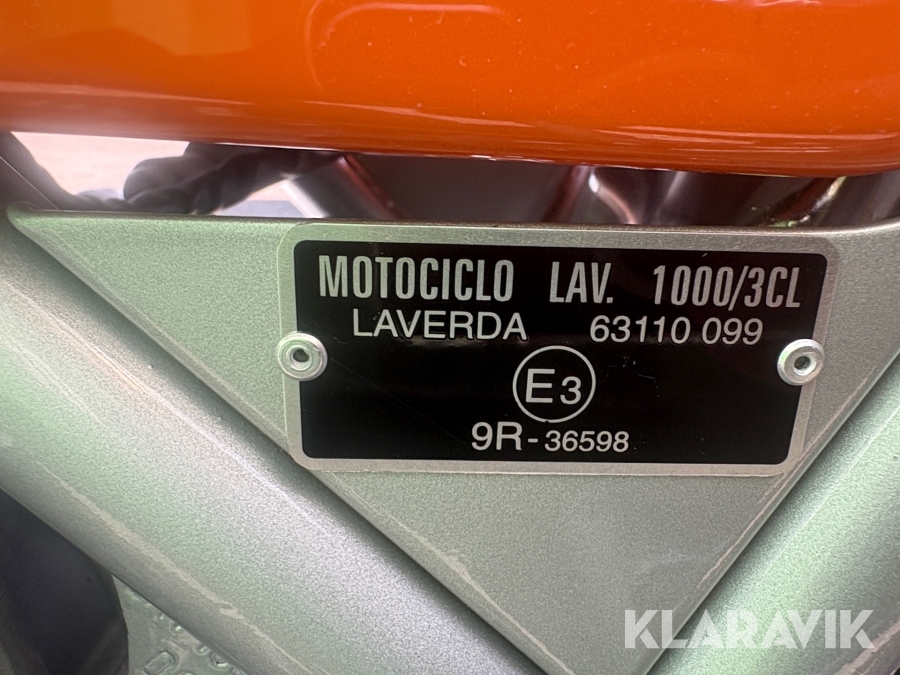 MOTOCICLO LAV. 1000/3CL
LAVERDA 63110 099
E3
9R-36598
KLARAVIK